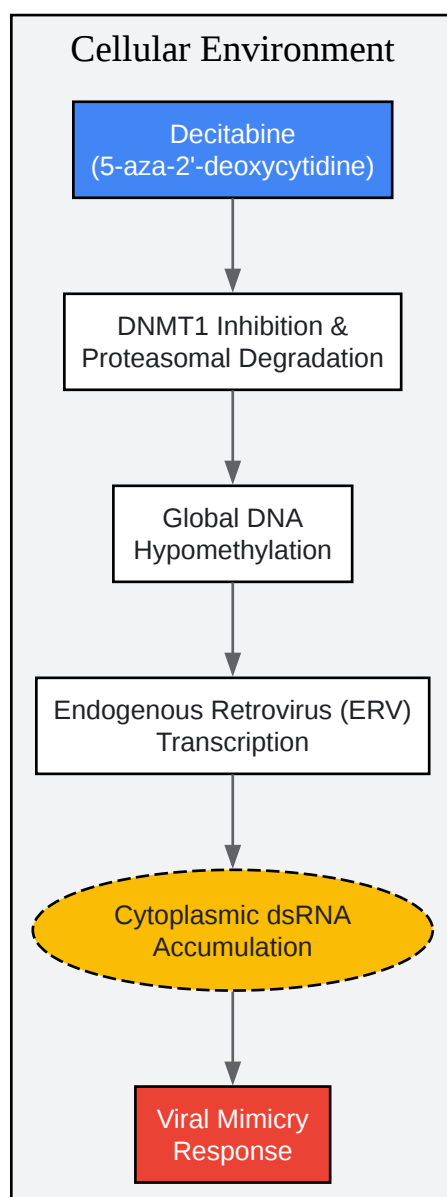 Cellular Environment
Decitabine
(5-aza-2'-deoxycytidine)
DNMT1 Inhibition &
Proteasomal Degradation
Global DNA
Hypomethylation
Endogenous Retrovirus (ERV)
Transcription
Cytoplasmic dsRNA
Accumulation
Viral Mimicry
Response